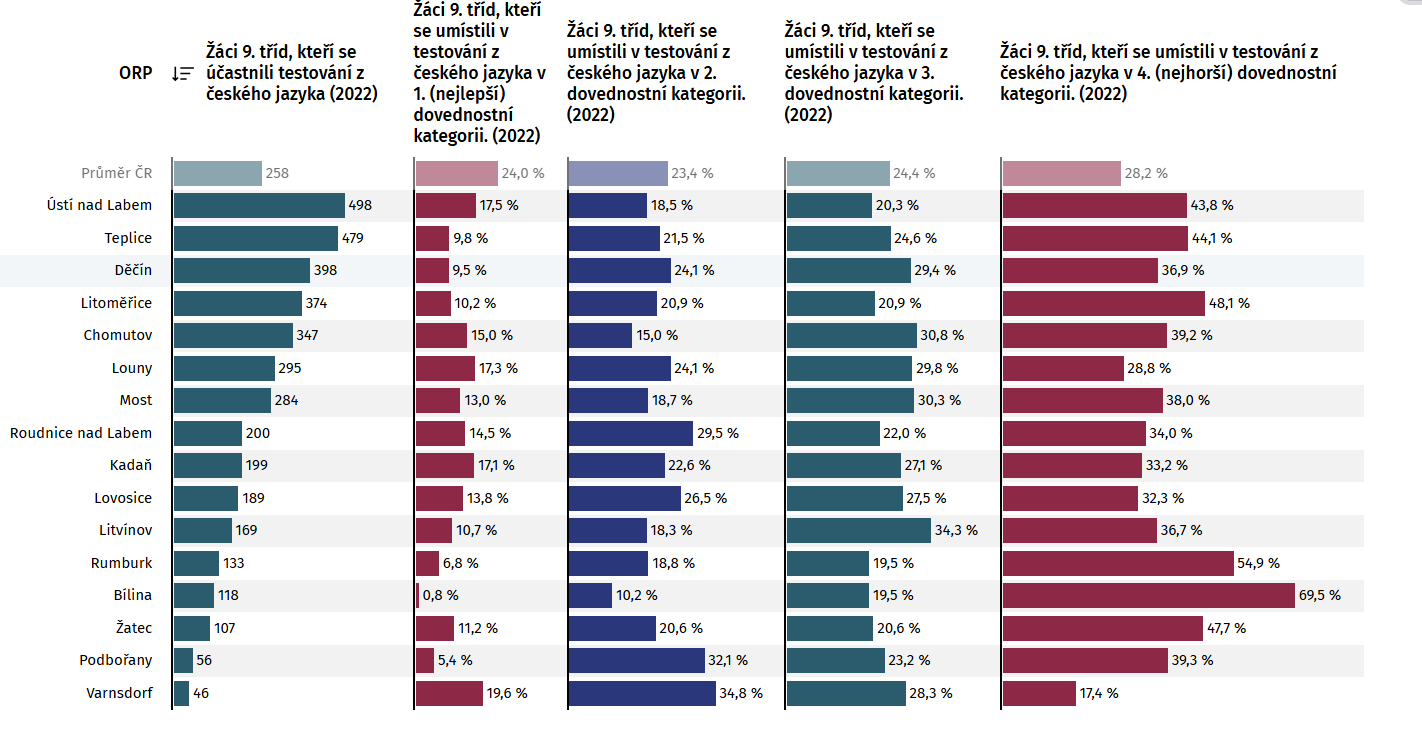 ORP
Žáci 9. tříd, kteří se
účastnili testování z
českého jazyka (2022)
Žáci 9. tříd, kteří
se umístili v
testování z
českého jazyka v
1. (nejlepší)
dovednostní
kategorii. (2022)
Žáci 9. tříd, kteří se
umístili v testování z
českého jazyka v 2.
dovednostní kategorii.
(2022)
Žáci 9. tříd, kteří se
umístili v testování z
českého jazyka v 3.
dovednostní kategorii.
(2022)
Žáci 9. tříd, kteří se umístili v testování z
českého jazyka v 4. (nejhorší) dovednostní
kategorii. (2022)
Průměr ČR 258 24,0 % 23,4 % 24,4 % 28,2 %
Ústí nad Labem 498 17,5 % 18,5 % 20,3 % 43,8 %
Teplice 479 9,8 % 21,5 % 24,6 % 44,1 %
Děčín 398 9,5 % 24,1 % 29,4 % 36,9 %
Litoměřice 374 10,2 % 20,9 % 20,9 % 48,1 %
Chomutov 347 15,0 % 15,0 % 30,8 % 39,2 %
Louny 295 17,3 % 24,1 % 29,8 % 28,8 %
Most 284 13,0 % 18,7 % 30,3 % 38,0 %
Roudnice nad Labem 200 14,5 % 29,5 % 22,0 % 34,0 %
Kadaň 199 17,1 % 22,6 % 27,1 % 33,2 %
Lovosice 189 13,8 % 26,5 % 27,5 % 32,3 %
Litvínov 169 10,7 % 18,3 % 34,3 % 36,7 %
Rumburk 133 6,8 % 18,8 % 19,5 % 54,9 %
Bílina 118 0,8 % 10,2 % 19,5 % 69,5 %
Žatec 107 11,2 % 20,6 % 20,6 % 47,7 %
Podbořany 56 5,4 % 32,1 % 23,2 % 39,3 %
Varnsdorf 46 19,6 % 34,8 % 28,3 % 17,4 %